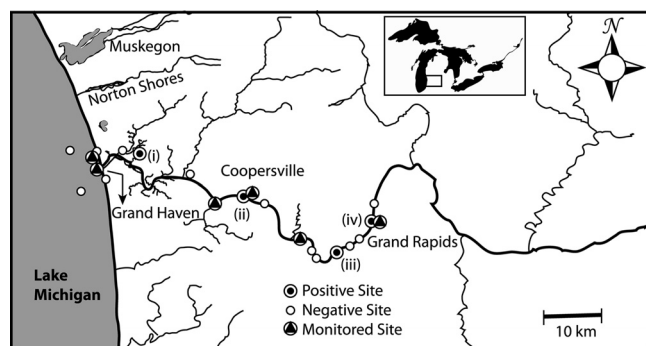 Muskegon
N
Norton Shores
(i)
Coopersville
Grand Haven
(ii)
(iv)
Grand Rapids
(iii)
Lake
Michigan
Positive Site
Negative Site
Monitored Site
10 km